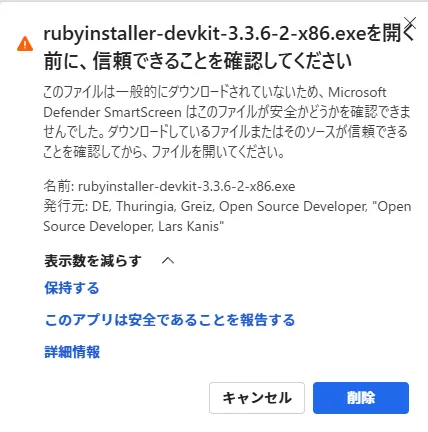 rubyinstaller-devkit-3.3.6-2-x86.exeを開く
前に、信頼できることを確認してください
このファイルは一般的にダウンロードされていないため、Microsoft
Defender SmartScreen はこのファイルが安全かどうかを確認できま
せんでした。ダウンロードしているファイルまたはそのソースが信頼できる
ことを確認してから、ファイルを開いてください。
名前: rubyinstaller-devkit-3.3.6-2-x86.exe
発行元: DE, Thuringia, Greiz, Open Source Developer, "Open
Source Developer, Lars Kanis"
表示数を減らす
保持する
このアプリは安全であることを報告する
詳細情報
キャンセル
削除